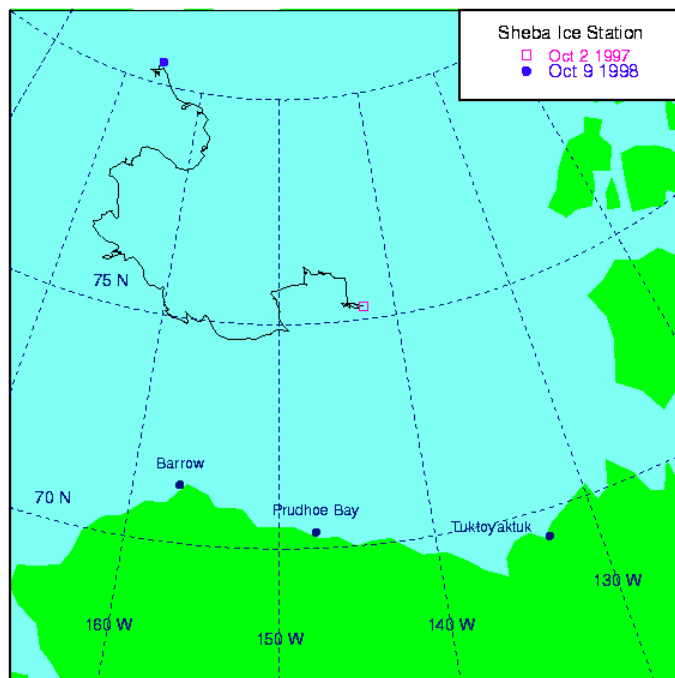 Sheba Ice Station
Oct 2 1997
Oct 9 1998
75 N
Barrow
70 N
Prudhoe Bay
Tuktoyaktuk
130 W
160 W
150 W
140 W